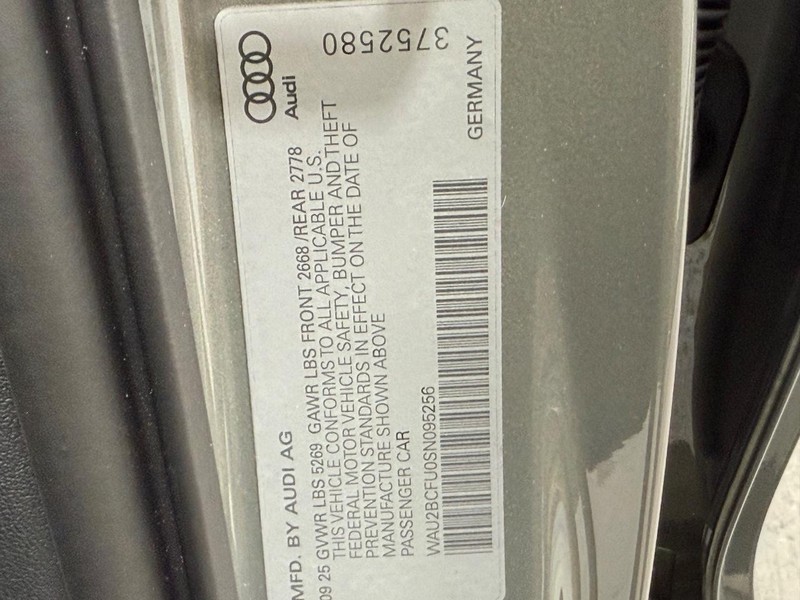 MFD. BY AUDI AG
Audi
09 25 GVWR LBS 5269 GAWR LBS FRONT 2668 /REAR 2778
THIS VEHICLE CONFORMS TO ALL APPLICABLE U.S.
FEDERAL MOTOR VEHICLE SAFETY, BUMPER AND THEFT
PREVENTION STANDARDS IN EFFECT ON THE DATE OF
MANUFACTURE SHOWN ABOVE
PASSENGER CAR
WAU2BCFU0SN095256
GERMANY
3752580